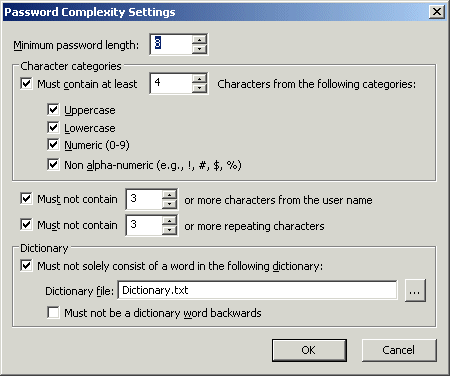 Password Complexity Settings
Minimum password length: 8
Character categories
Must contain at least 4 Characters from the following categories:
Uppercase
Lowercase
Numeric (0-9)
Non alpha-numeric (e.g., !, #, $, %)
Must not contain 3 or more characters from the user name
Must not contain 3 or more repeating characters
Dictionary
Must not solely consist of a word in the following dictionary:
Dictionary file: Dictionary.txt ...
Must not be a dictionary word backwards
OK Cancel